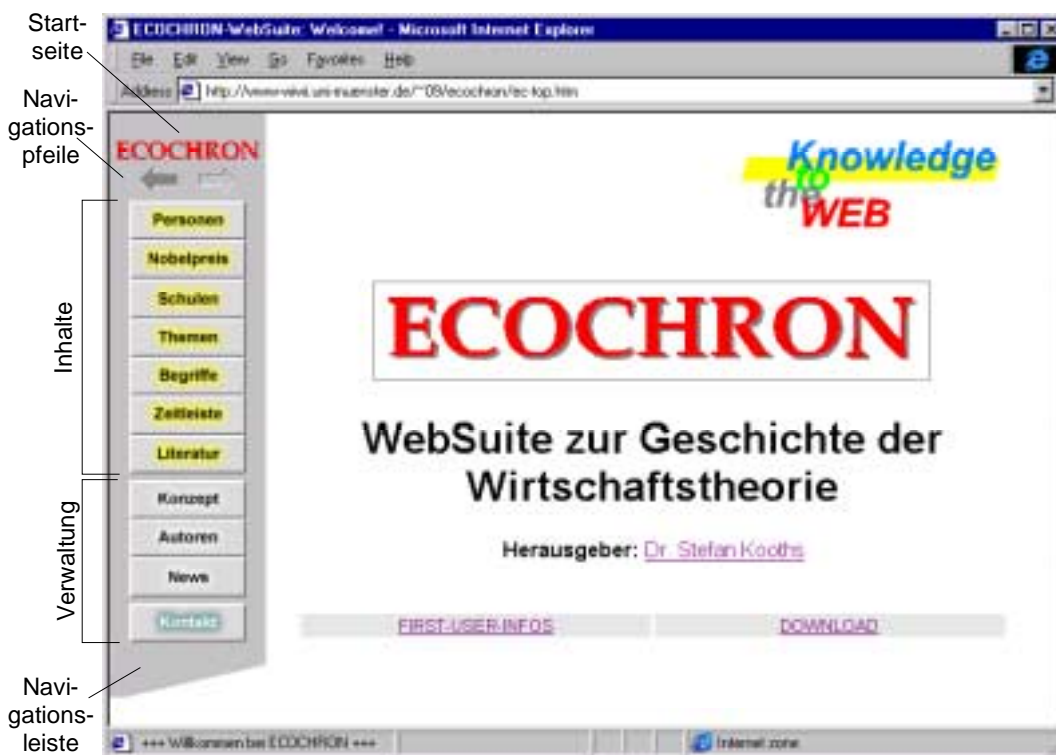 Start-
seite
Navi-
gations-
pfeile
Inhalte
Verwaltung
Navi-
gations-
leiste
ECOCHRON-WebSuite: Welcome! - Microsoft Internet Explorer
File Edit View Go Favorites Help
Address
ECOCHRON
Personen
Nobelpreis
Schulen
Themen
Begriffe
Zeitleiste
Literatur
Konzept
Autoren
News
Kontakt
Knowledge
to
the
WEB
ECOCHRON
WebSuite zur Geschichte der
Wirtschaftstheorie
Herausgeber: Dr. Stefan Kooths
FIRST-USER-INFOS DOWNLOAD
+++ Willkommen bei ECOCHRON +++ Internet zone